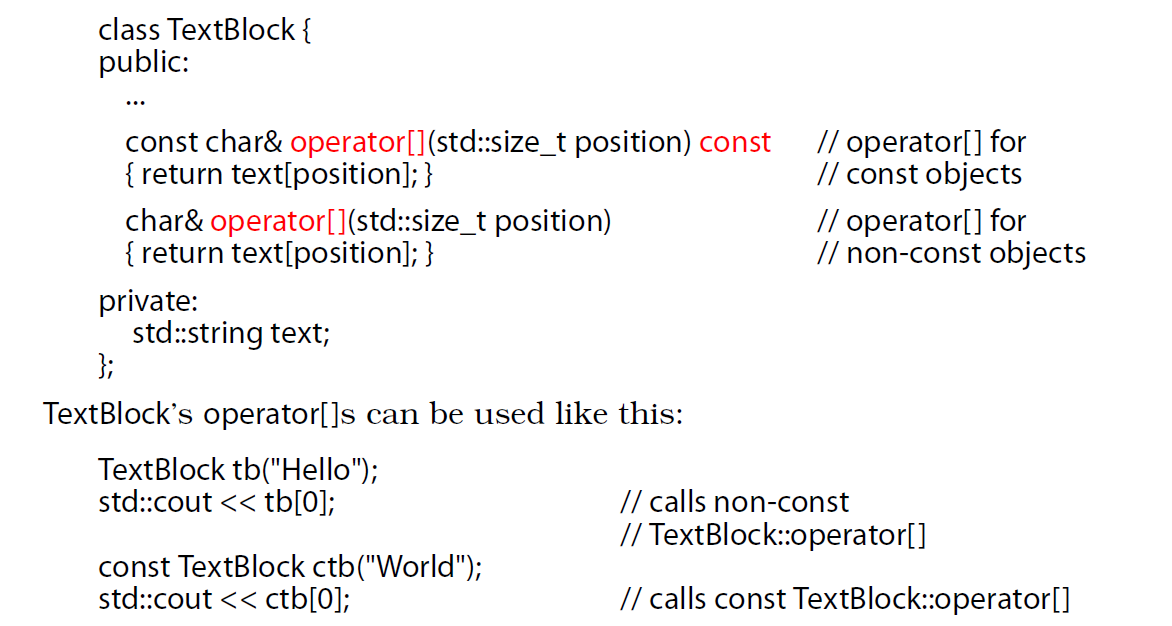 class TextBlock {
public:
...
const char& operator[](std::size_t position) const // operator[] for
{ return text[position]; } // const objects
char& operator[](std::size_t position) // operator[] for
{ return text[position]; } // non-const objects
private:
std::string text;
};
TextBlock's operator[]s can be used like this:
TextBlock tb("Hello");
std::cout << tb[0]; // calls non-const
// TextBlock::operator[]
const TextBlock ctb("World");
std::cout << ctb[0]; // calls const TextBlock::operator[]